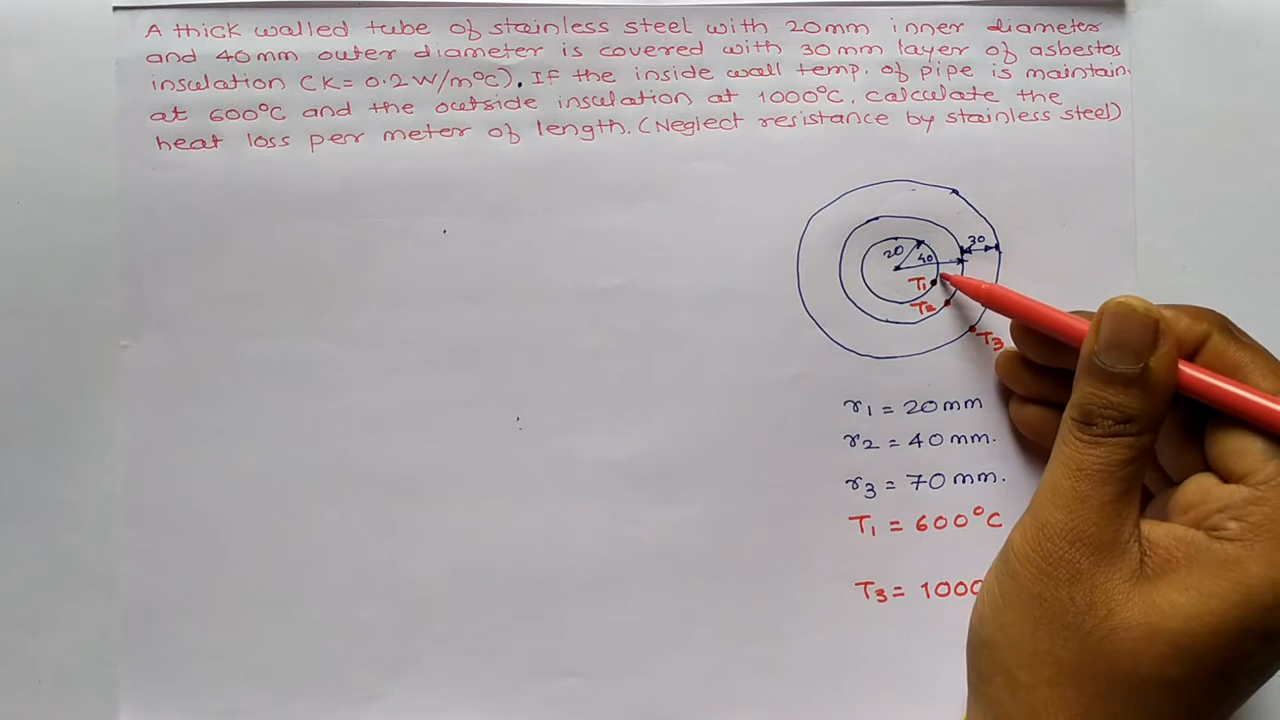 A thick walled tube of stainless steel with 20mm inner diameter
and 40mm outer diameter is covered with 30mm layer of asbestos
insulation (K= 0.2 W/m°C). If the inside wall temp. of pipe is maintain.
at 600°C and the outside insulation at 1000°C. calculate the
heat loss perr meter of length. (Neglect resistance by stainless steel)
30
20
40
T1
T2
T3
r1 = 20mm
r2 = 40mm.
r3 = 70mm.
T1 = 600°C
T3 = 1000